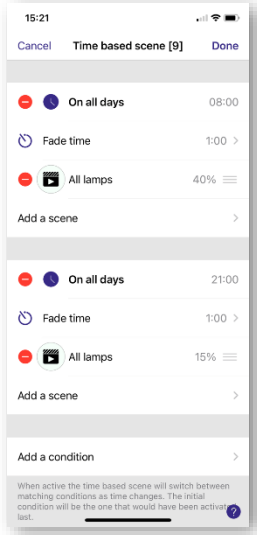 15:21
Cancel Time based scene [9] Done
On all days 08:00
Fade time 1:00
All lamps 40%
Add a scene
On all days 21:00
Fade time 1:00
All lamps 15%
Add a scene
Add a condition
When active the time based scene will switch between
matching conditions as time changes. The initial
condition will be the one that would have been activated
last.
?